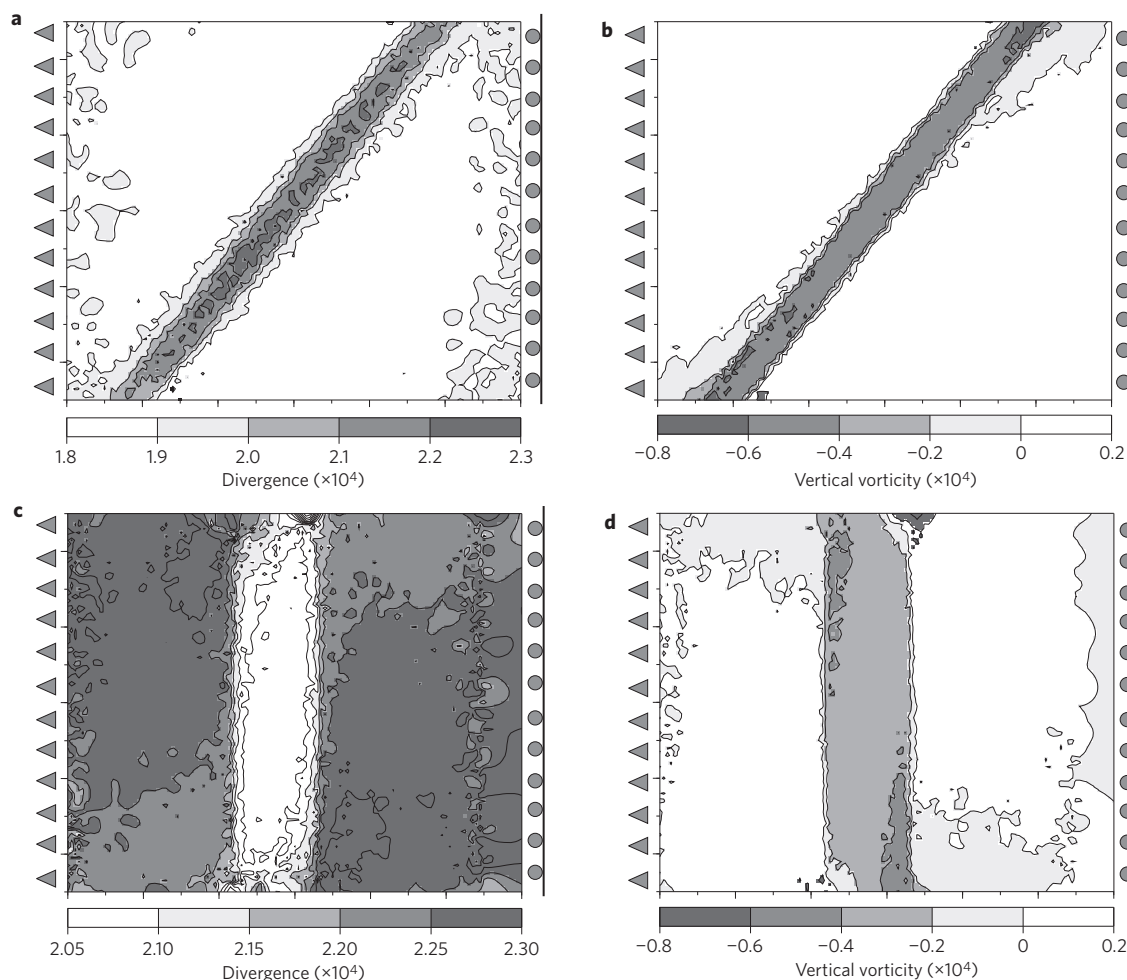 a
b
1.8 1.9 2.0 2.1 2.2 2.3
Divergence (×10⁴)
−0.8 −0.6 −0.4 −0.2 0 0.2
Vertical vorticity (×10⁴)
c
d
2.05 2.10 2.15 2.20 2.25 2.30
Divergence (×10⁴)
−0.8 −0.6 −0.4 −0.2 0 0.2
Vertical vorticity (×10⁴)